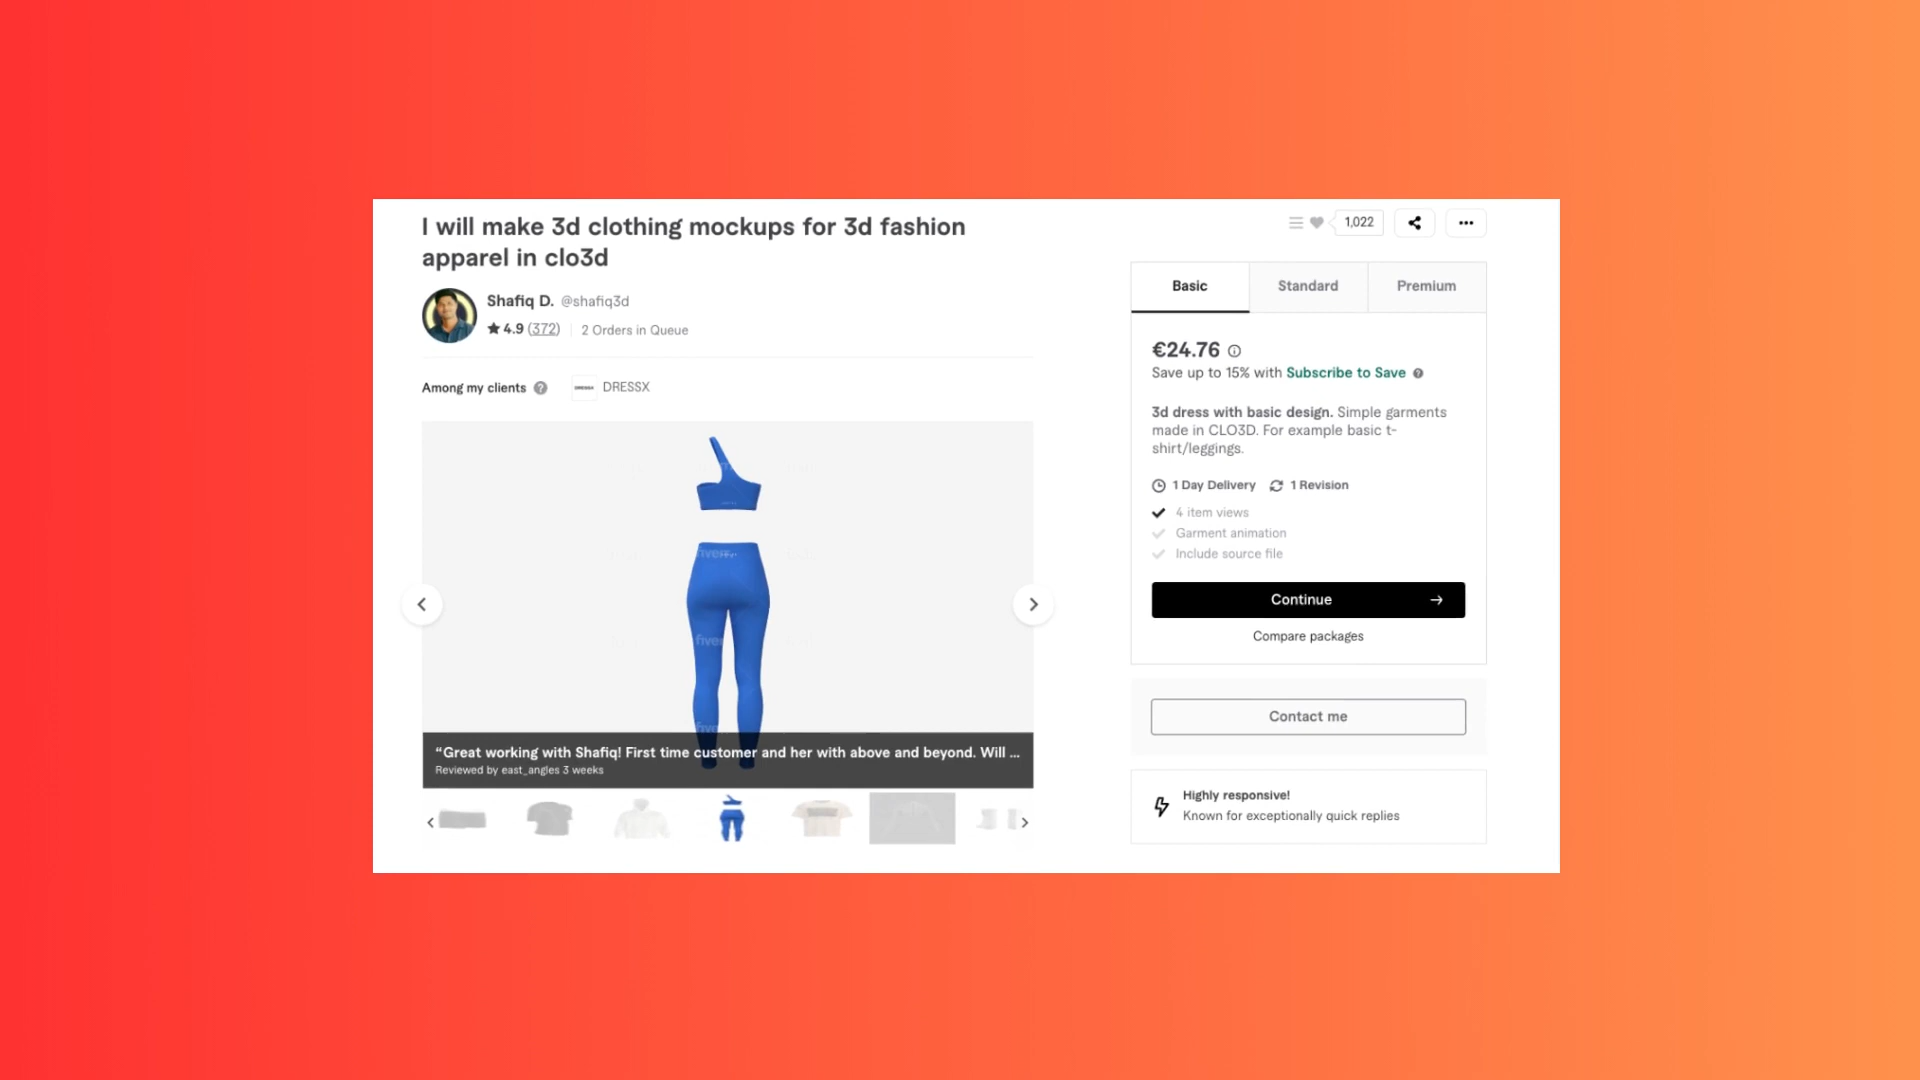 I will make 3d clothing mockups for 3d fashion
apparel in clo3d
Shafiq D. @shafiq3d
4.9 (372) 2 Orders in Queue
Among my clients DRESSX
fiverr
fiver
fiver
“Great working with Shafiq! First time customer and her with above and beyond. Will ...
Reviewed by east_angles 3 weeks
1,022
Basic Standard Premium
€24.76
Save up to 15% with Subscribe to Save
3d dress with basic design. Simple garments
made in CLO3D. For example basic t-
shirt/leggings.
1 Day Delivery 1 Revision
4 item views
Garment animation
Include source file
Continue
Compare packages
Contact me
Highly responsive!
Known for exceptionally quick replies